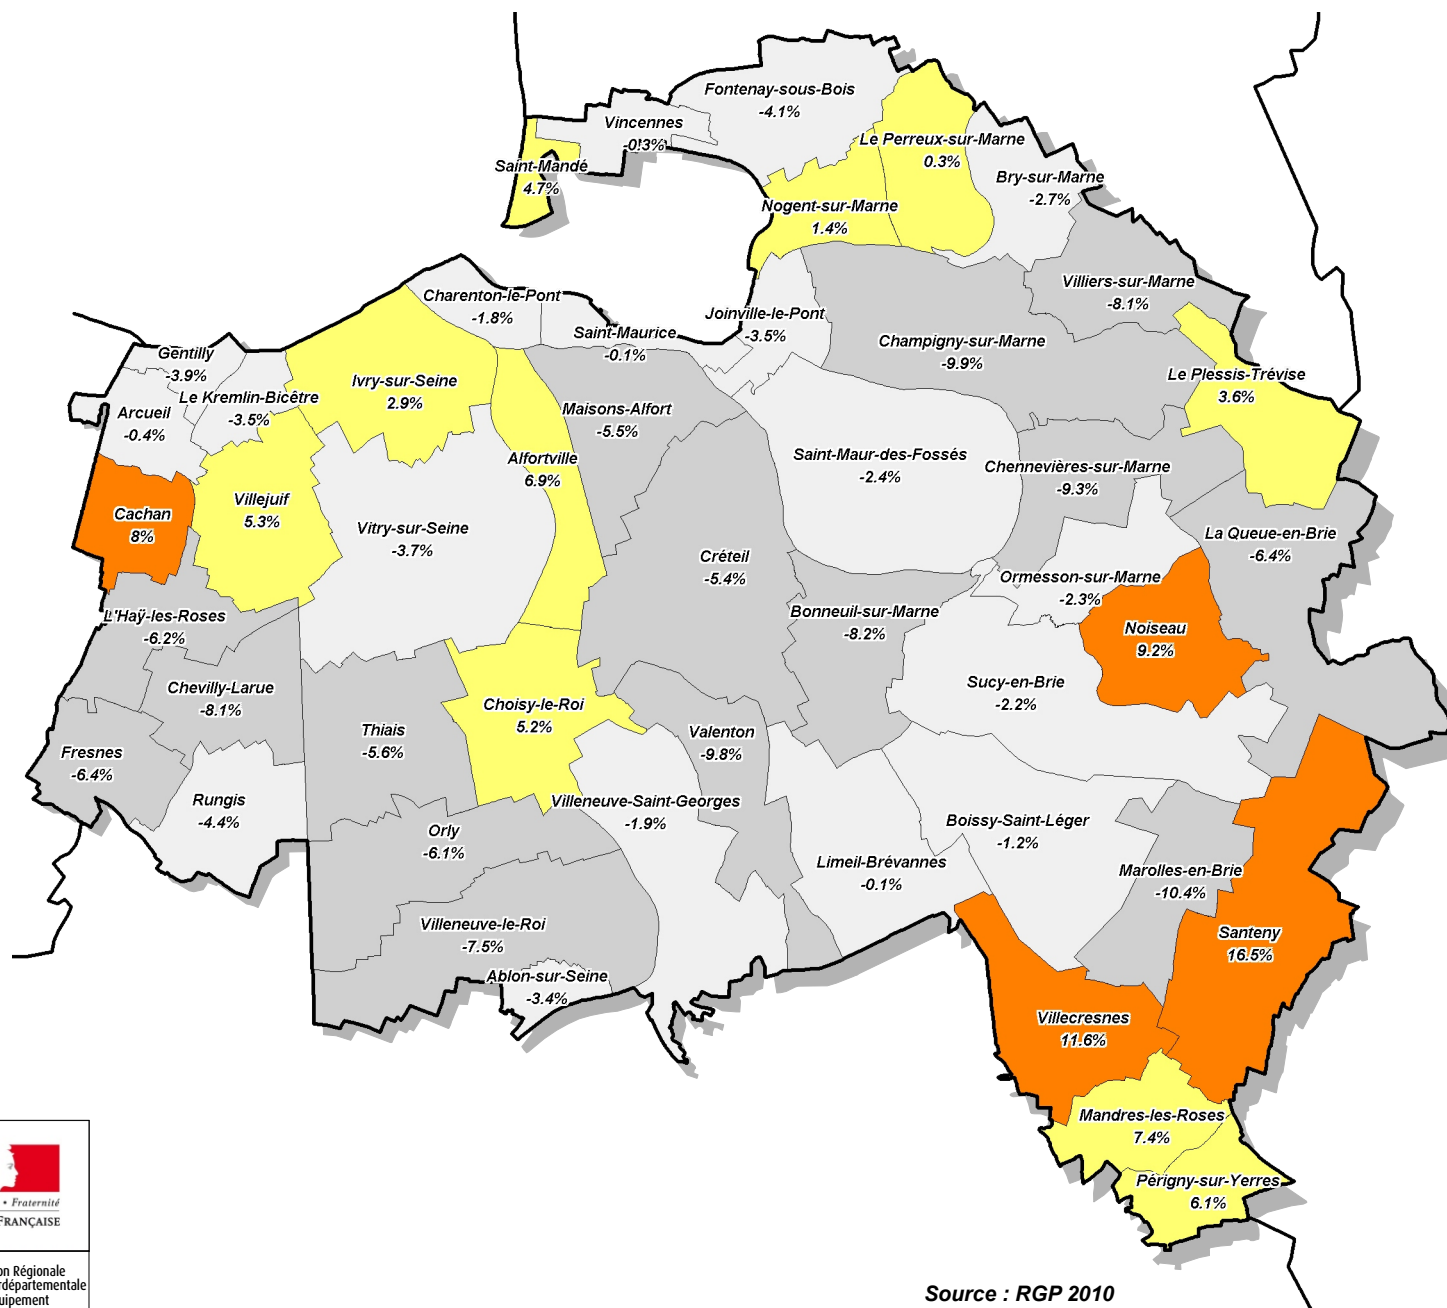 Fontenay-sous-Bois
-4.1%
Vincennes
-0.3%
Saint-Mandé
4.7%
Le Perreux-sur-Marne
0.3%
Bry-sur-Marne
-2.7%
Nogent-sur-Marne
1.4%
Villiers-sur-Marne
-8.1%
Charenton-le-Pont
-1.8%
Saint-Maurice
-0.1%
Joinville-le-Pont
-3.5%
Champigny-sur-Marne
-9.9%
Le Plessis-Trévise
3.6%
Gentilly
-3.9%
Le Kremlin-Bicêtre
-3.5%
Arcueil
-0.4%
Ivry-sur-Seine
2.9%
Maisons-Alfort
-5.5%
Alfortville
6.9%
Saint-Maur-des-Fossés
-2.4%
Chennevières-sur-Marne
-9.3%
Cachan
8%
Villejuif
5.3%
Vitry-sur-Seine
-3.7%
Créteil
-5.4%
La Queue-en-Brie
-6.4%
Ormesson-sur-Marne
-2.3%
L'Haÿ-les-Roses
-6.2%
Bonneuil-sur-Marne
-8.2%
Noiseau
9.2%
Chevilly-Larue
-8.1%
Sucy-en-Brie
-2.2%
Choisy-le-Roi
5.2%
Thiais
-5.6%
Valenton
-9.8%
Fresnes
-6.4%
Rungis
-4.4%
Villeneuve-Saint-Georges
-1.9%
Orly
-6.1%
Boissy-Saint-Léger
-1.2%
Limeil-Brévannes
-0.1%
Marolles-en-Brie
-10.4%
Villeneuve-le-Roi
-7.5%
Santeny
16.5%
Ablon-sur-Seine
-3.4%
Villecresnes
11.6%
Mandres-les-Roses
7.4%
Périgny-sur-Yerres
6.1%
• Fraternité
FRANÇAISE
on Régionale
rdépartementale
uipement
Source : RGP 2010